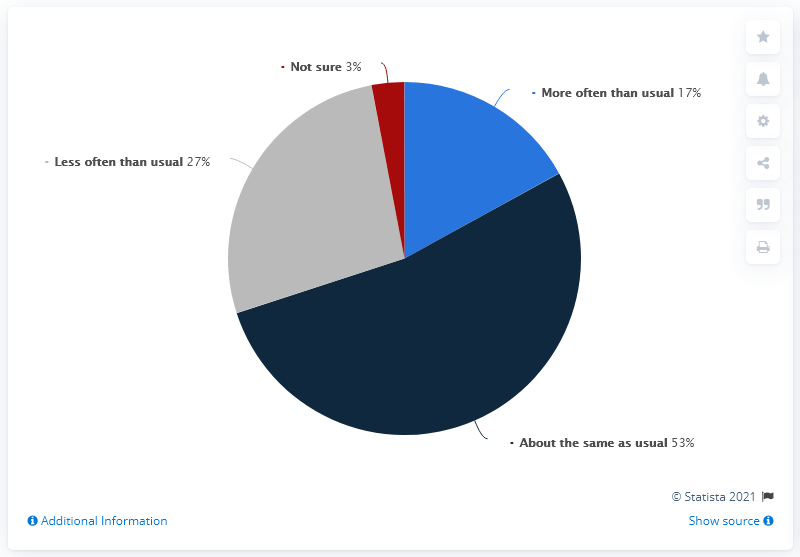 Not sure 3%
More often than usual 17%
Less often than usual 27%
About the same as usual 53%
© Statista 2021
Additional Information
Show source